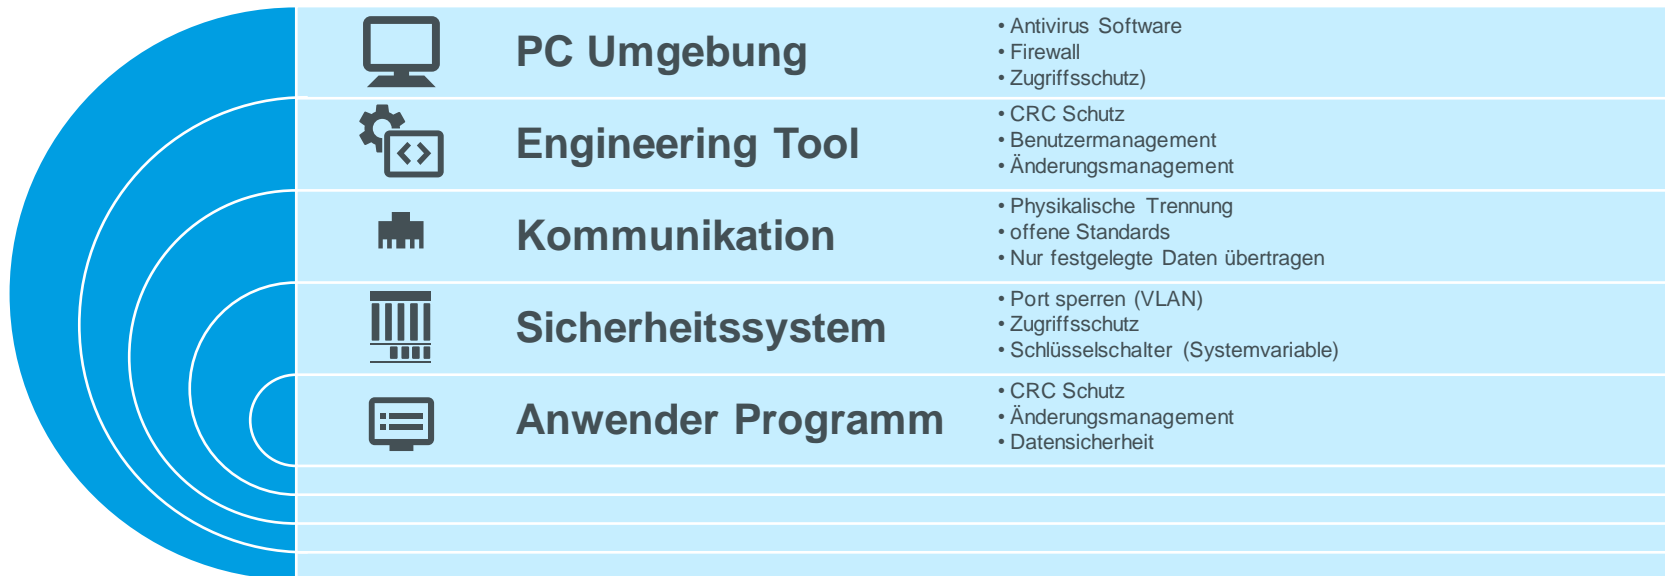 PC Umgebung
• Antivirus Software
• Firewall
• Zugriffsschutz)
Engineering Tool
• CRC Schutz
• Benutzermanagement
• Änderungsmanagement
Kommunikation
• Physikalische Trennung
• offene Standards
• Nur festgelegte Daten übertragen
Sicherheitssystem
• Port sperren (VLAN)
• Zugriffsschutz
• Schlüsselschalter (Systemvariable)
Anwender Programm
• CRC Schutz
• Änderungsmanagement
• Datensicherheit